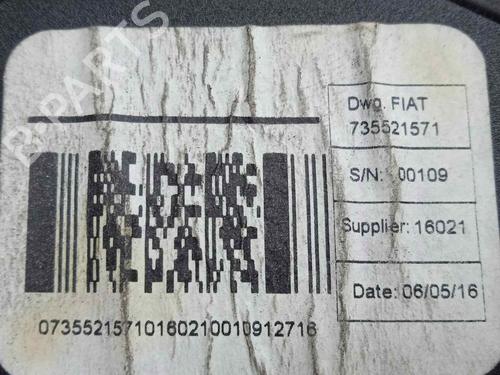 B-PARTS
Dwg. FIAT
735521571
S/N: 00109
Supplier: 16021
Date: 06/05/16
07355215710160210010912716